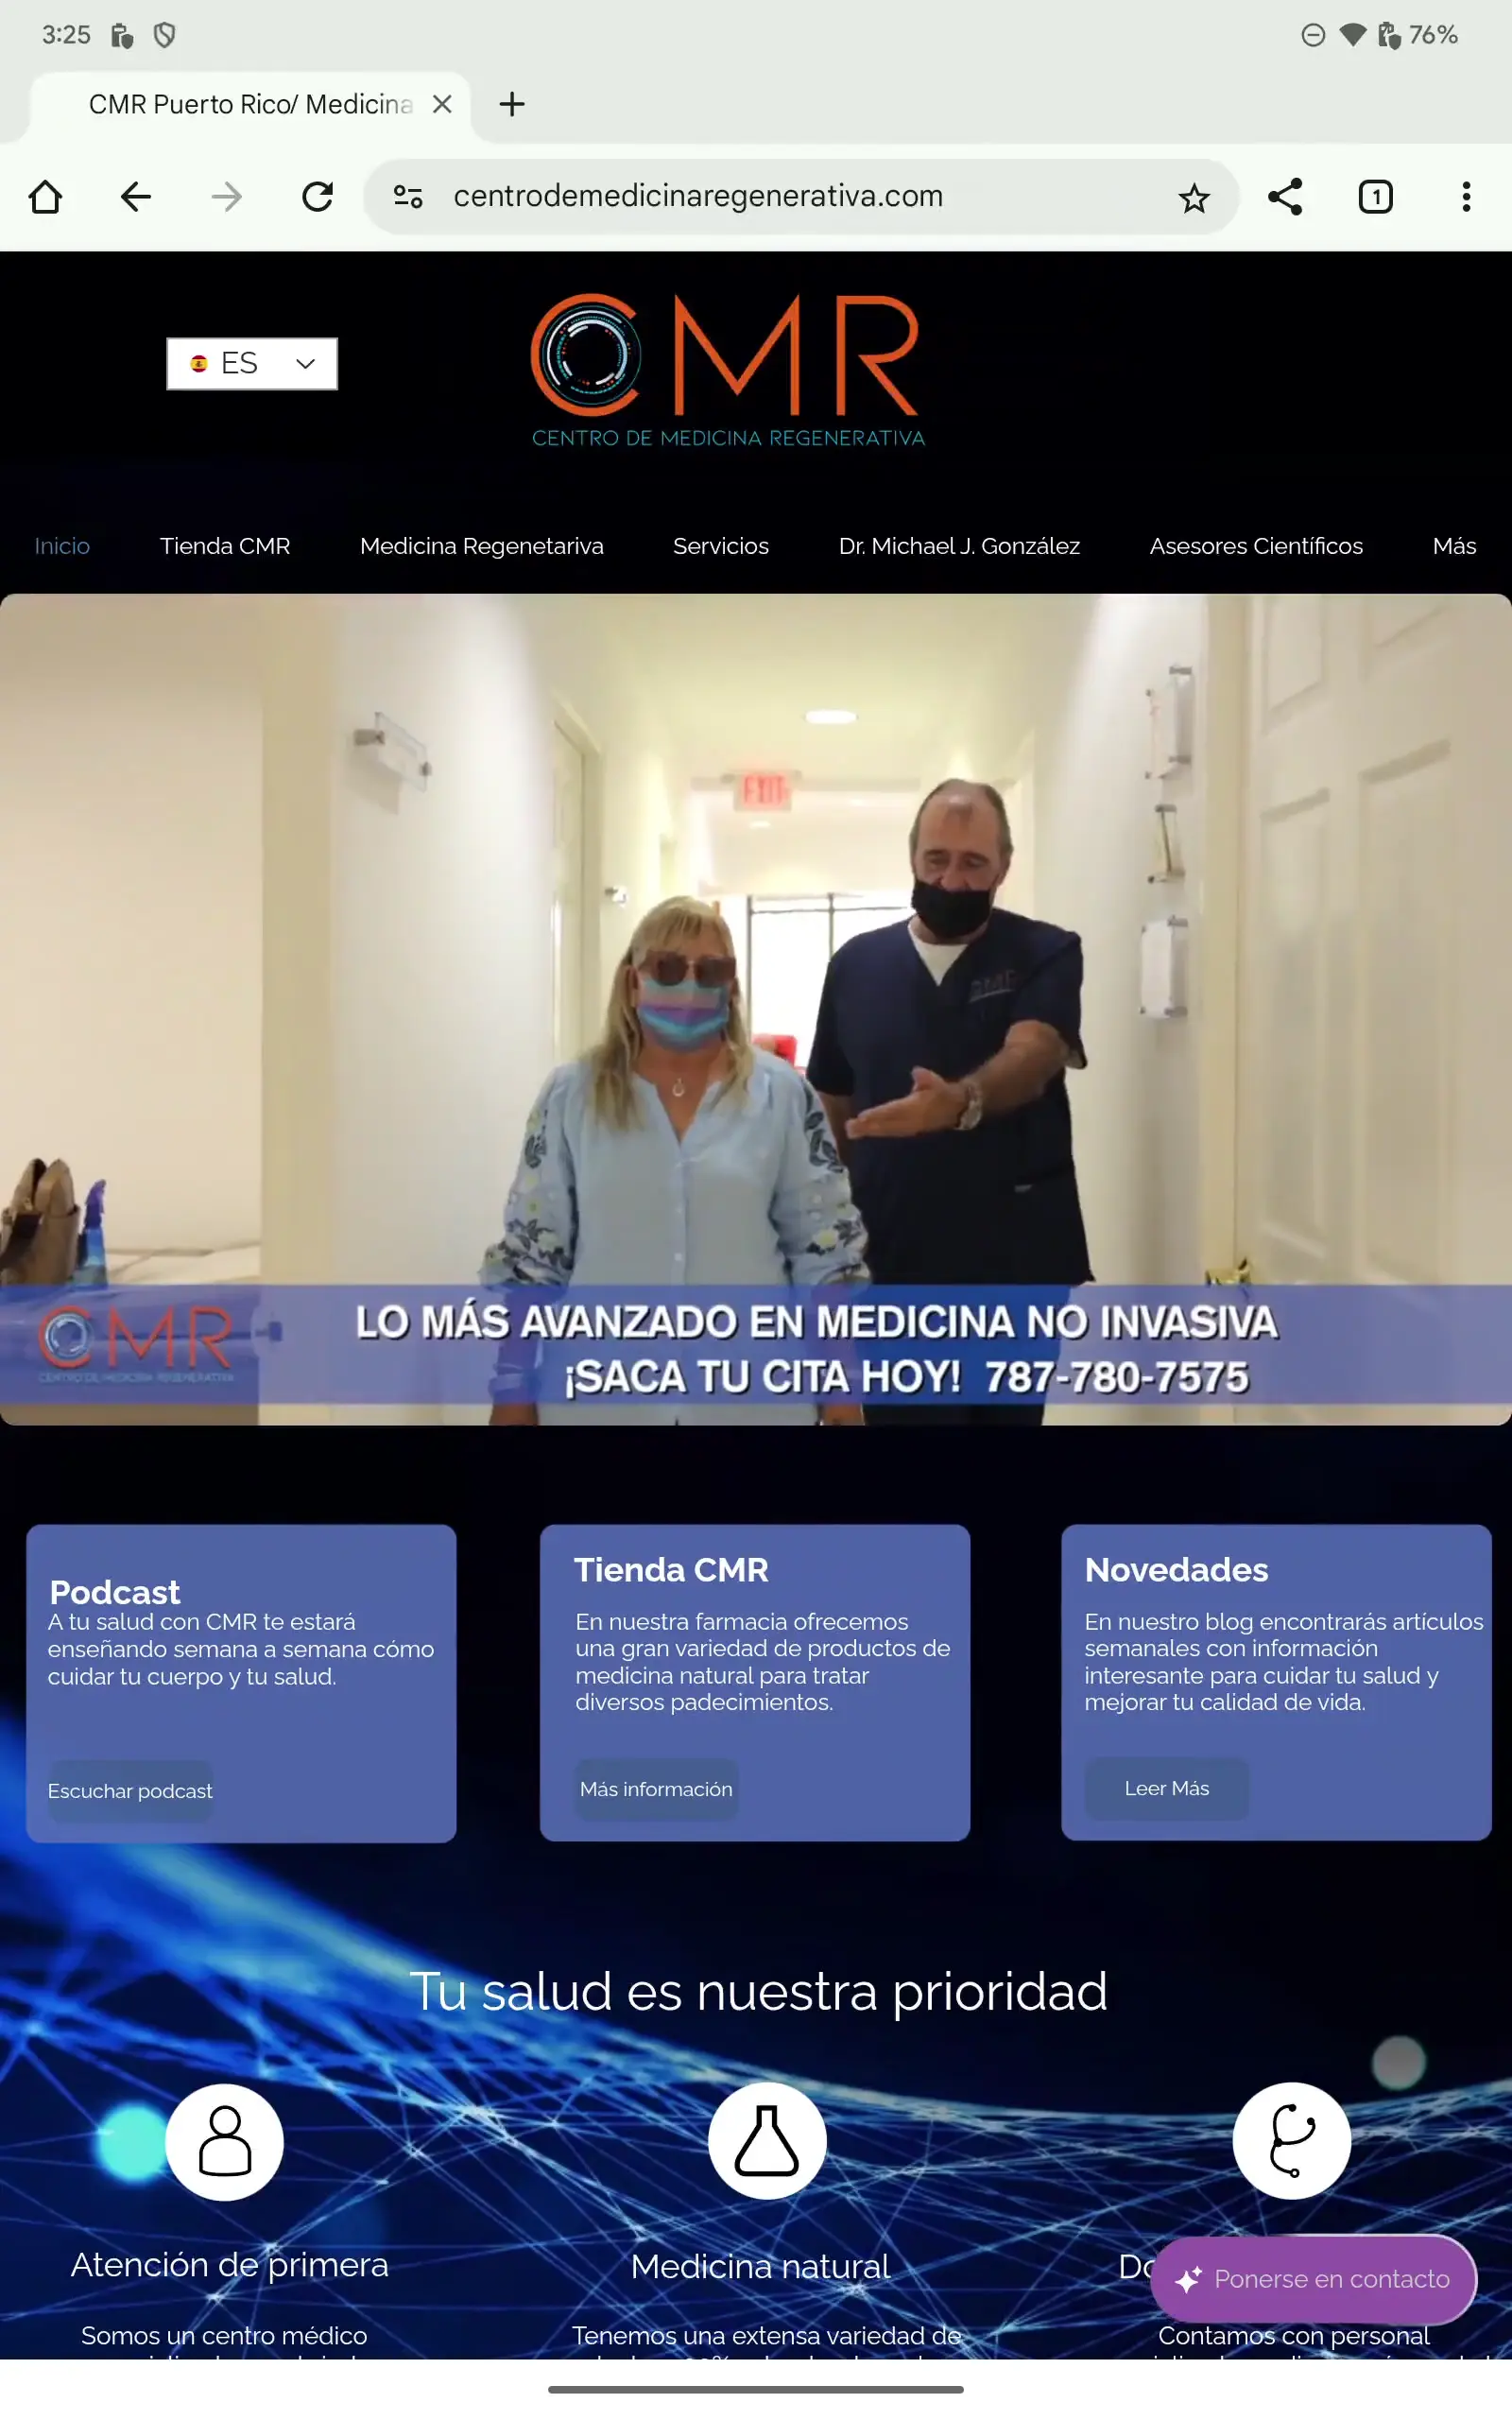 3:25
76%
CMR Puerto Rico/ Medicina
centrodemedicinaregenerativa.com
1
ES
CMR
CENTRO DE MEDICINA REGENERATIVA
Inicio
Tienda CMR
Medicina Regenetariva
Servicios
Dr. Michael J. González
Asesores Científicos
Más
EXIT
CMR
CMR
CENTRO DE MEDICINA REGENERATIVA
LO MÁS AVANZADO EN MEDICINA NO INVASIVA
¡SACA TU CITA HOY! 787-780-7575
Podcast
A tu salud con CMR te estará
enseñando semana a semana cómo
cuidar tu cuerpo y tu salud.
Escuchar podcast
Tienda CMR
En nuestra farmacia ofrecemos
una gran variedad de productos de
medicina natural para tratar
diversos padecimientos.
Más información
Novedades
En nuestro blog encontrarás artículos
semanales con información
interesante para cuidar tu salud y
mejorar tu calidad de vida.
Leer Más
Tu salud es nuestra prioridad
Atención de primera
Somos un centro médico
Medicina natural
Tenemos una extensa variedad de
Ponerse en contacto
Contamos con personal